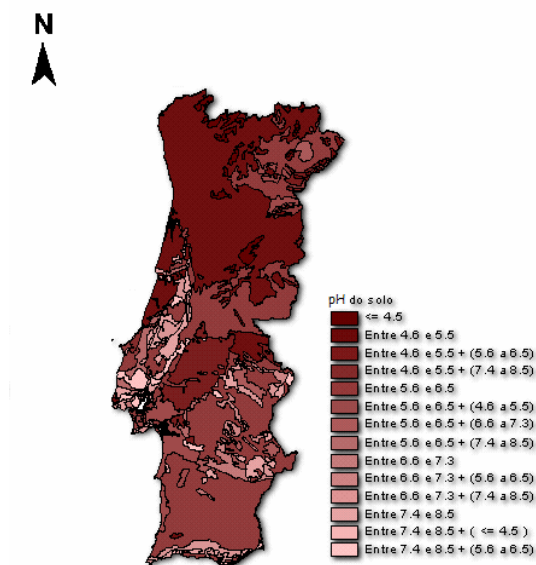 N
pH do solo
<= 4.5
Entre 4.6 e 5.5
Entre 4.6 e 5.5 + (5.6 a 6.5)
Entre 4.6 e 5.5 + (7.4 a 8.5)
Entre 5.6 e 6.5
Entre 5.6 e 6.5 + (4.6 a 5.5)
Entre 5.6 e 6.5 + (6.6 a 7.3)
Entre 5.6 e 6.5 + (7.4 a 8.5)
Entre 6.6 e 7.3
Entre 6.6 e 7.3 + (5.6 a 6.5)
Entre 6.6 e 7.3 + (7.4 a 8.5)
Entre 7.4 e 8.5
Entre 7.4 e 8.5 + ( <= 4.5 )
Entre 7.4 e 8.5 + (5.6 a 6.5)